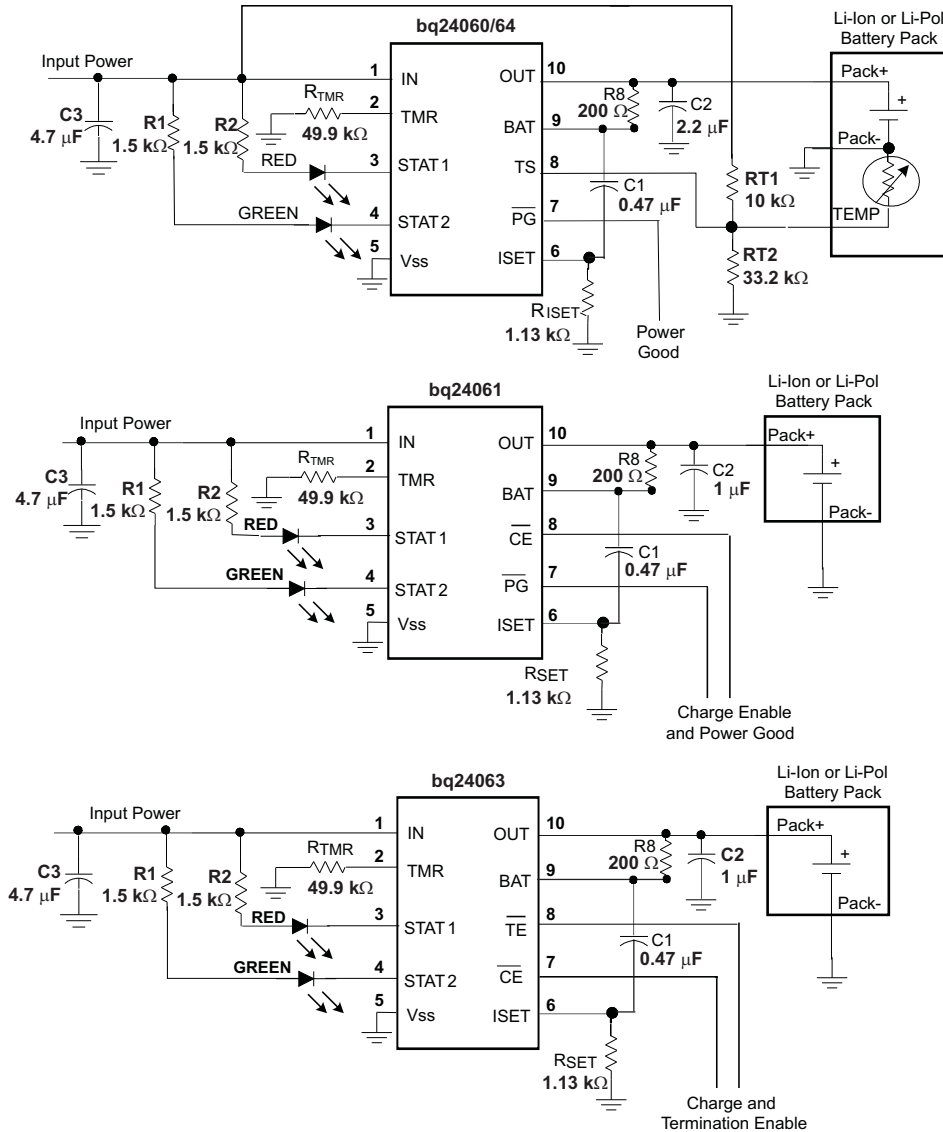 bq24060/64
Li-Ion or Li-Pol
Battery Pack
Input Power
C3
4.7 μF
R1
1.5 kΩ
R2
1.5 kΩ
RTMR
49.9 kΩ
RED
GREEN
1
2
3
4
5
IN
TMR
STAT1
STAT2
Vss
OUT
BAT
TS
PG
ISET
10
9
8
7
6
R8
200 Ω
C2
2.2 μF
C1
0.47 μF
RISET
1.13 kΩ
Power
Good
RT1
10 kΩ
RT2
33.2 kΩ
Pack+
+
Pack-
TEMP
bq24061
Li-Ion or Li-Pol
Battery Pack
Input Power
C3
4.7 μF
R1
1.5 kΩ
R2
1.5 kΩ
RTMR
49.9 kΩ
RED
GREEN
1
2
3
4
5
IN
TMR
STAT1
STAT2
Vss
OUT
BAT
CE
PG
ISET
10
9
8
7
6
R8
200 Ω
C2
1 μF
C1
0.47 μF
RSET
1.13 kΩ
Charge Enable
and Power Good
Pack+
+
Pack-
bq24063
Li-Ion or Li-Pol
Battery Pack
Input Power
C3
4.7 μF
R1
1.5 kΩ
R2
1.5 kΩ
RTMR
49.9 kΩ
RED
GREEN
1
2
3
4
5
IN
TMR
STAT1
STAT2
Vss
OUT
BAT
TE
CE
ISET
10
9
8
7
6
R8
200 Ω
C2
1 μF
C1
0.47 μF
RSET
1.13 kΩ
Charge and
Termination Enable
Pack+
+
Pack-